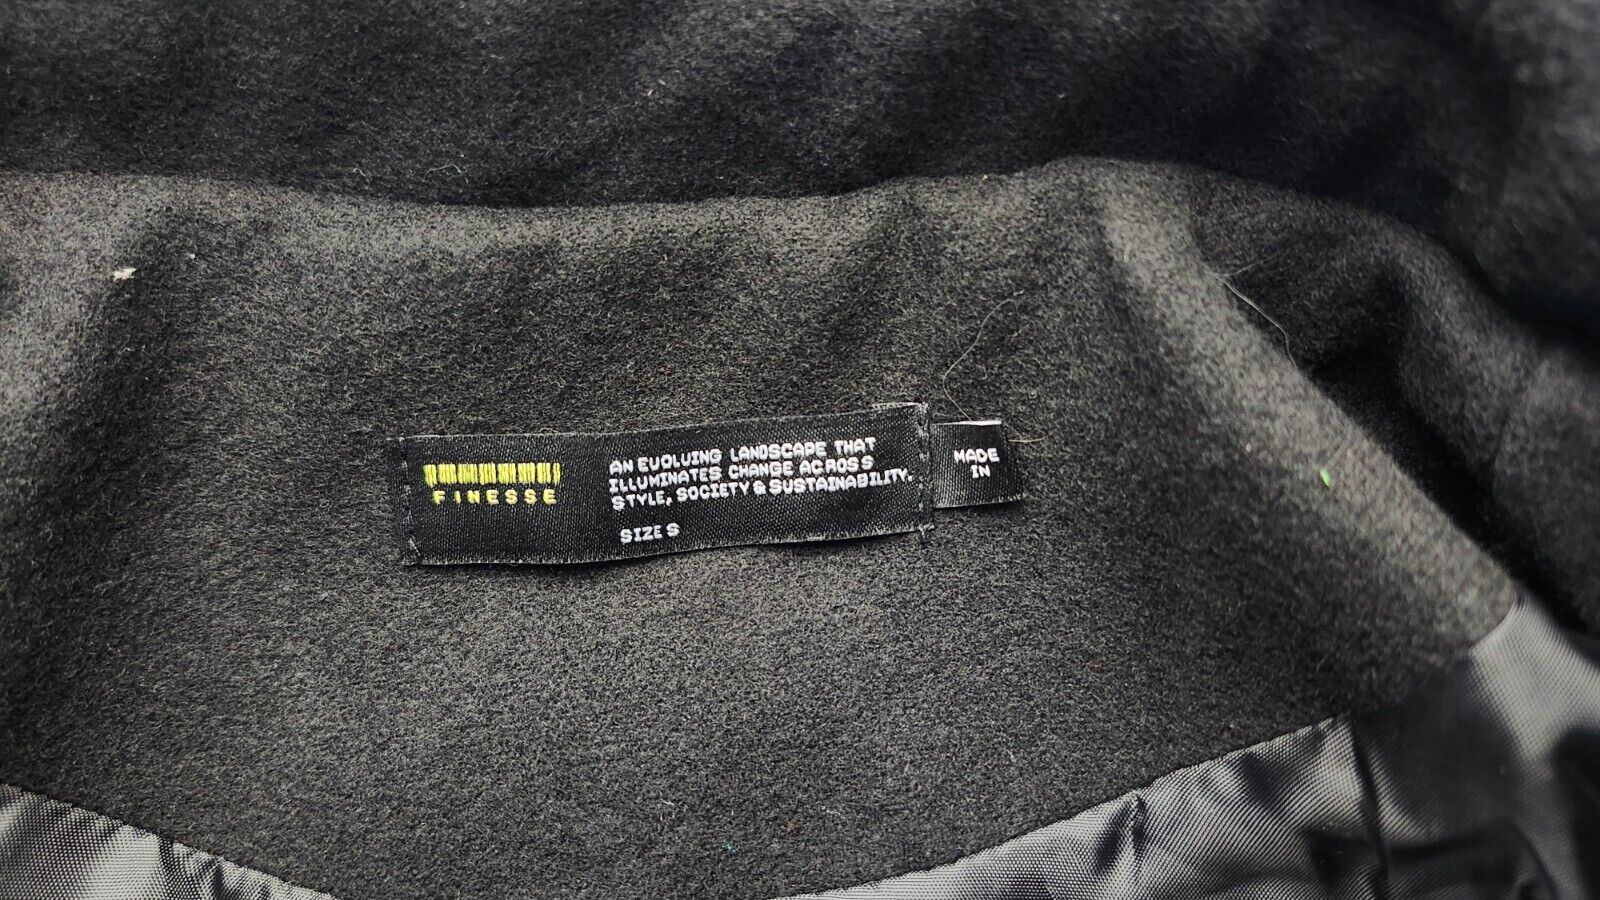 FINESSE
AN EVOLVING LANDSCAPE THAT
ILLUMINATES CHANGE ACROSS
STYLE, SOCIETY & SUSTAINABILITY.
SIZE S
MADE
IN